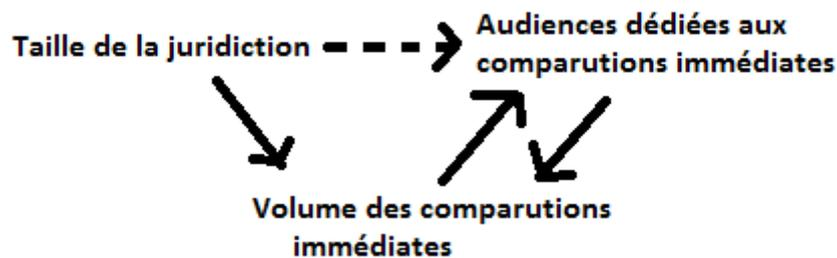 Taille de la juridiction
Audiences dédiées aux
comparutions immédiates
Volume des comparutions
immédiates